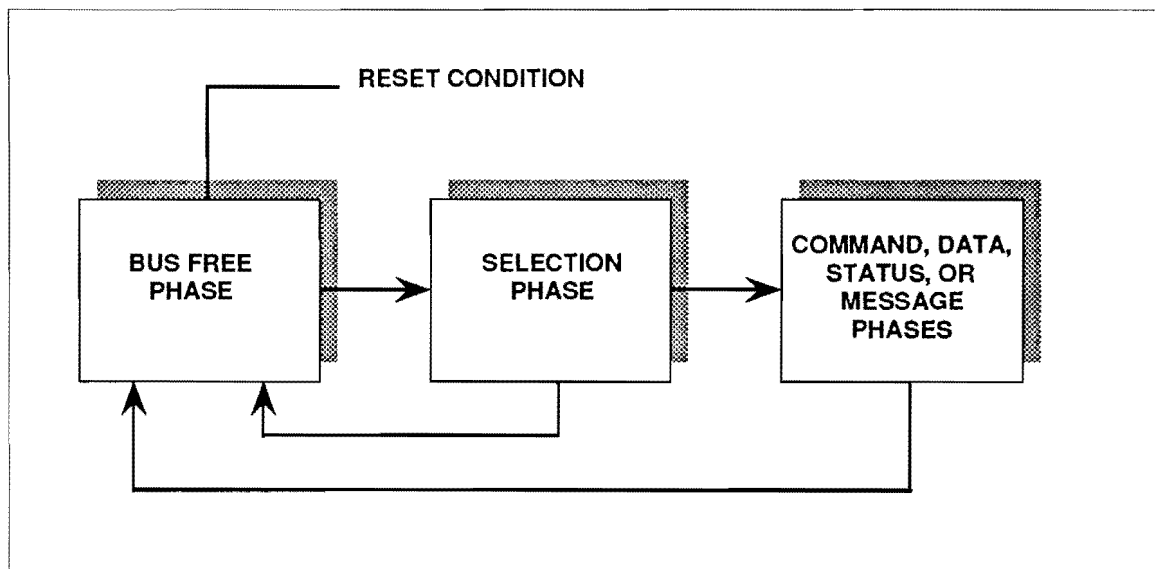 RESET CONDITION
BUS FREE
PHASE
SELECTION
PHASE
COMMAND, DATA,
STATUS, OR
MESSAGE
PHASES